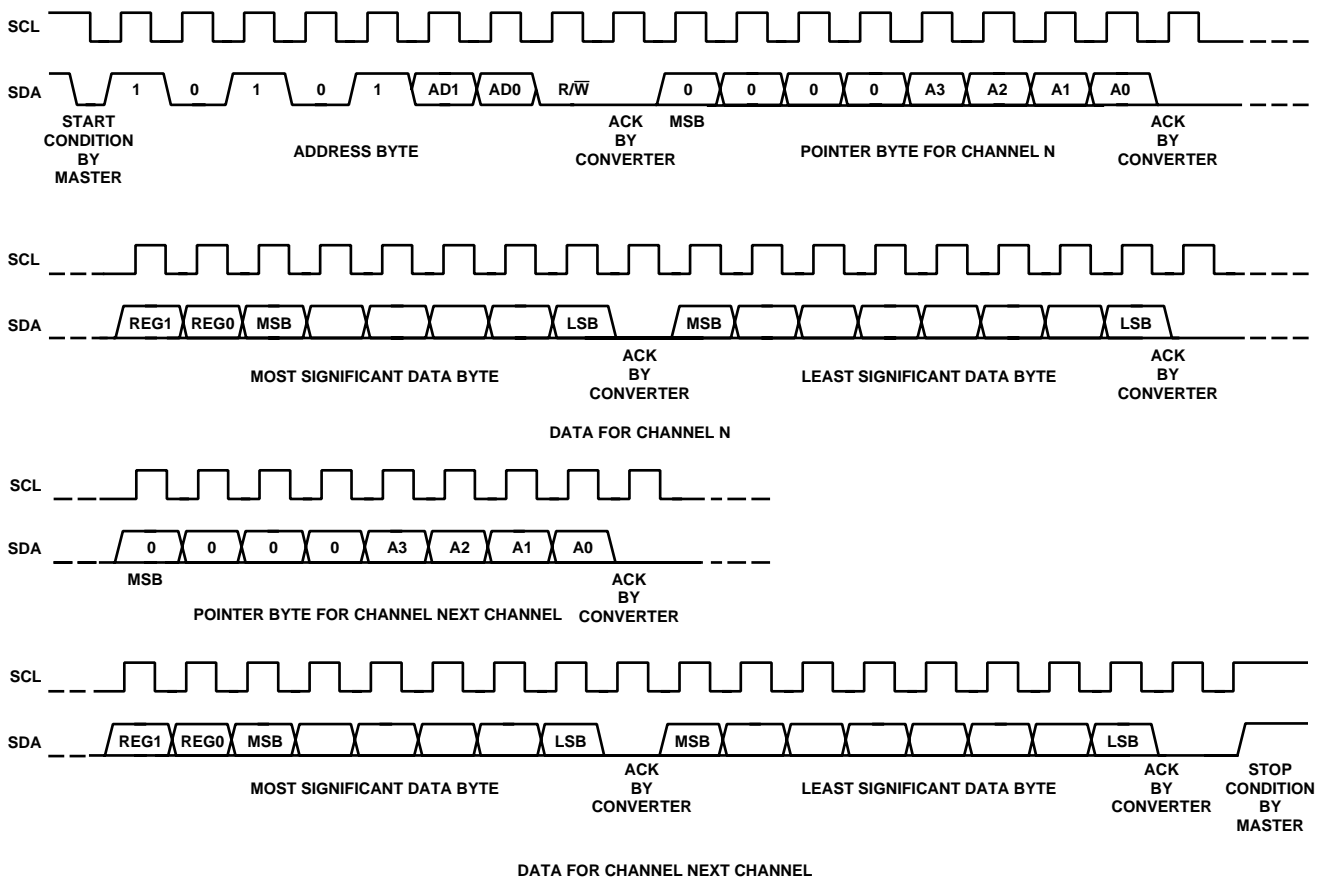 SCL
SDA 1 0 1 0 1 AD1 AD0 R/W̅ 0 0 0 0 A3 A2 A1 A0
START
CONDITION
BY
MASTER
ADDRESS BYTE
ACK
BY
CONVERTER
MSB
POINTER BYTE FOR CHANNEL N
ACK
BY
CONVERTER
SCL
SDA REG1 REG0 MSB LSB MSB LSB
MOST SIGNIFICANT DATA BYTE
ACK
BY
CONVERTER
LEAST SIGNIFICANT DATA BYTE
ACK
BY
CONVERTER
DATA FOR CHANNEL N
SCL
SDA 0 0 0 0 A3 A2 A1 A0
MSB
POINTER BYTE FOR CHANNEL NEXT CHANNEL
ACK
BY
CONVERTER
SCL
SDA REG1 REG0 MSB LSB MSB LSB
MOST SIGNIFICANT DATA BYTE
ACK
BY
CONVERTER
LEAST SIGNIFICANT DATA BYTE
ACK
BY
CONVERTER
STOP
CONDITION
BY
MASTER
DATA FOR CHANNEL NEXT CHANNEL